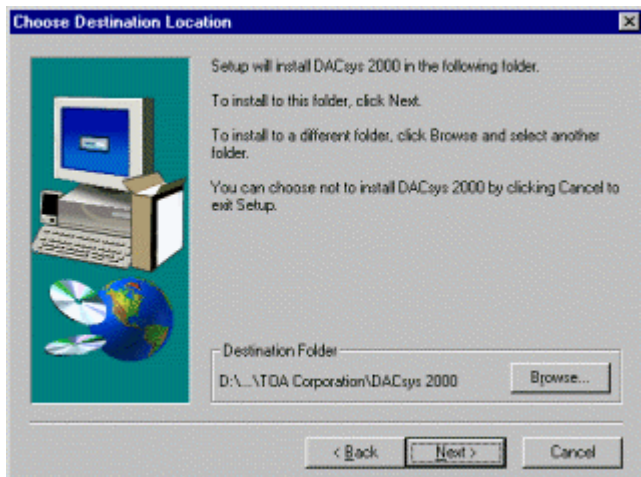 Choose Destination Location
Setup will install DACsys 2000 in the following folder.
To install to this folder, click Next.
To install to a different folder, click Browse and select another
folder.
You can choose not to install DACsys 2000 by clicking Cancel to
exit Setup.
Destination Folder
D:\...\TOA Corporation\DACsys 2000
Browse...
< Back
Next >
Cancel